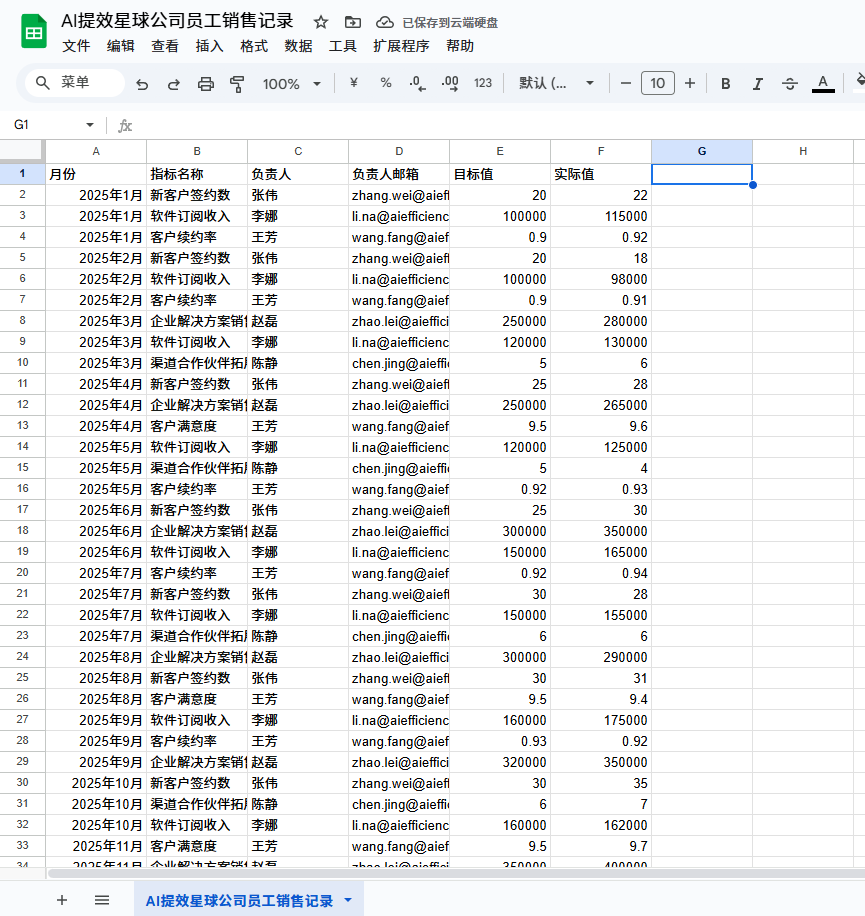 AI提效星球公司员工销售记录 已保存到云端硬盘
文件 编辑 查看 插入 格式 数据 工具 扩展程序 帮助
菜单 100% ¥ % .0 .00 123 默认 (... − 10 + B I S A
G1 fx
A B C D E F G H
1 月份 指标名称 负责人 负责人邮箱 目标值 实际值
2 2025年1月 新客户签约数 张伟 zhang.wei@aieff 20 22
3 2025年1月 软件订阅收入 李娜 li.na@aiefficienc 100000 115000
4 2025年1月 客户续约率 王芳 wang.fang@aief 0.9 0.92
5 2025年2月 新客户签约数 张伟 zhang.wei@aieff 20 18
6 2025年2月 软件订阅收入 李娜 li.na@aiefficienc 100000 98000
7 2025年2月 客户续约率 王芳 wang.fang@aief 0.9 0.91
8 2025年3月 企业解决方案销 赵磊 zhao.lei@aieffici 250000 280000
9 2025年3月 软件订阅收入 李娜 li.na@aiefficienc 120000 130000
10 2025年3月 渠道合作伙伴拓 陈静 chen.jing@aieffi 5 6
11 2025年4月 新客户签约数 张伟 zhang.wei@aieff 25 28
12 2025年4月 企业解决方案销 赵磊 zhao.lei@aieffici 250000 265000
13 2025年4月 客户满意度 王芳 wang.fang@aief 9.5 9.6
14 2025年5月 软件订阅收入 李娜 li.na@aiefficienc 120000 125000
15 2025年5月 渠道合作伙伴拓 陈静 chen.jing@aieffi 5 4
16 2025年5月 客户续约率 王芳 wang.fang@aief 0.92 0.93
17 2025年6月 新客户签约数 张伟 zhang.wei@aieff 25 30
18 2025年6月 企业解决方案销 赵磊 zhao.lei@aieffici 300000 350000
19 2025年6月 软件订阅收入 李娜 li.na@aiefficienc 150000 165000
20 2025年7月 客户续约率 王芳 wang.fang@aief 0.92 0.94
21 2025年7月 新客户签约数 张伟 zhang.wei@aieff 30 28
22 2025年7月 软件订阅收入 李娜 li.na@aiefficienc 150000 155000
23 2025年7月 渠道合作伙伴拓 陈静 chen.jing@aieffi 6 6
24 2025年8月 企业解决方案销 赵磊 zhao.lei@aieffici 300000 290000
25 2025年8月 新客户签约数 张伟 zhang.wei@aieff 30 31
26 2025年8月 客户满意度 王芳 wang.fang@aief 9.5 9.4
27 2025年9月 软件订阅收入 李娜 li.na@aiefficienc 160000 175000
28 2025年9月 客户续约率 王芳 wang.fang@aief 0.93 0.92
29 2025年9月 企业解决方案销 赵磊 zhao.lei@aieffici 320000 350000
30 2025年10月 新客户签约数 张伟 zhang.wei@aieff 30 35
31 2025年10月 渠道合作伙伴拓 陈静 chen.jing@aieffi 6 7
32 2025年10月 软件订阅收入 李娜 li.na@aiefficienc 160000 162000
33 2025年11月 客户满意度 王芳 wang.fang@aief 9.5 9.7
34 2025年11月 企业解决方案销 赵磊 zhao.lei@aieffici 350000 400000
AI提效星球公司员工销售记录